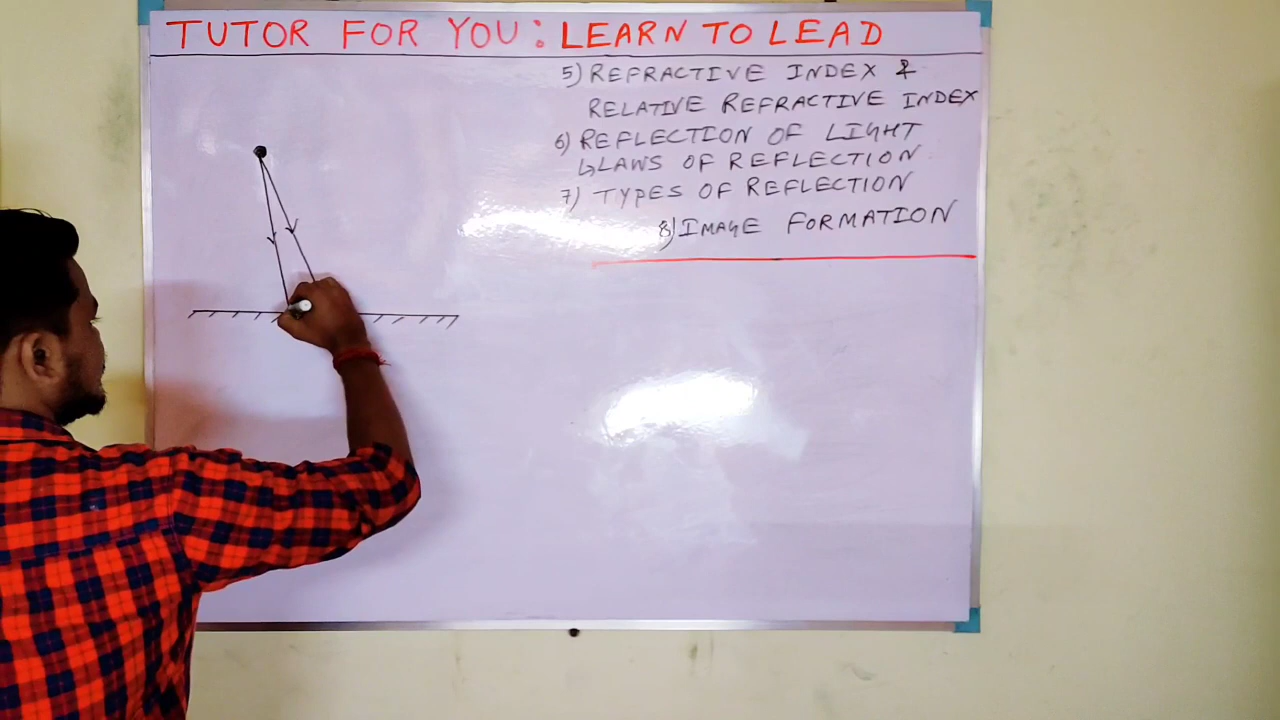 TUTOR FOR YOU: LEARN TO LEAD
5) REFRACTIVE INDEX &
RELATIVE REFRACTIVE INDEX
6) REFLECTION OF LIGHT
↳ LAWS OF REFLECTION
7) TYPES OF REFLECTION
8) IMAGE FORMATION